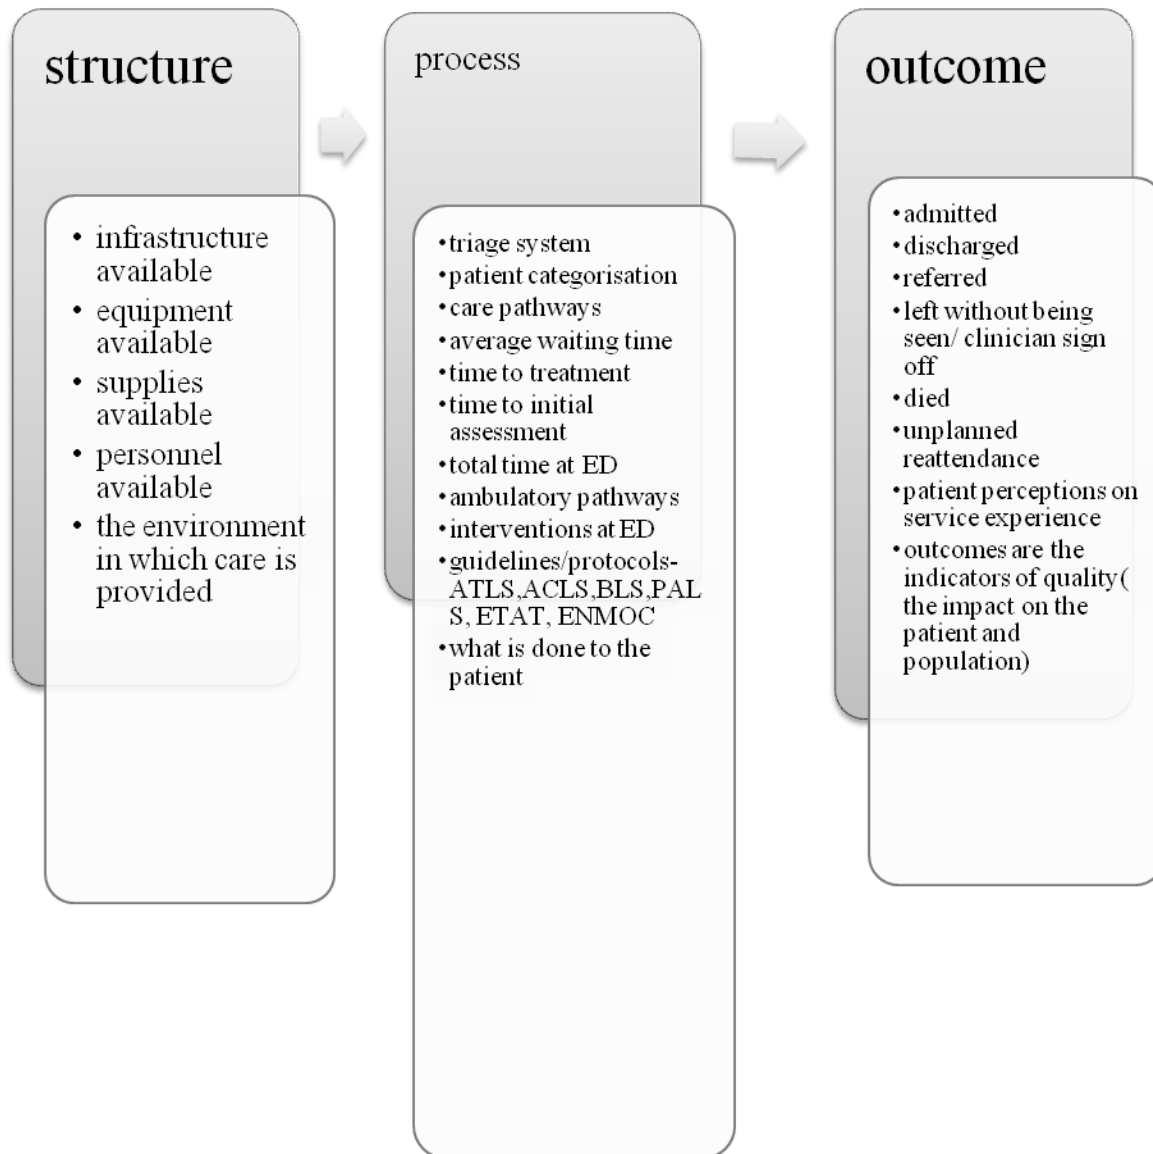 structure
• infrastructure
available
• equipment
available
• supplies
available
• personnel
available
• the environment
in which care is
provided
process
•triage system
•patient categorisation
•care pathways
•average waiting time
•time to treatment
•time to initial
assessment
•total time at ED
•ambulatory pathways
•interventions at ED
•guidelines/protocols-
ATLS,ACLS,BLS,PAL
S, ETAT, ENMOC
•what is done to the
patient
outcome
•admitted
•discharged
•referred
•left without being
seen/ clinician sign
off
•died
•unplanned
reattendance
•patient perceptions on
service experience
•outcomes are the
indicators of quality(
the impact on the
patient and
population)